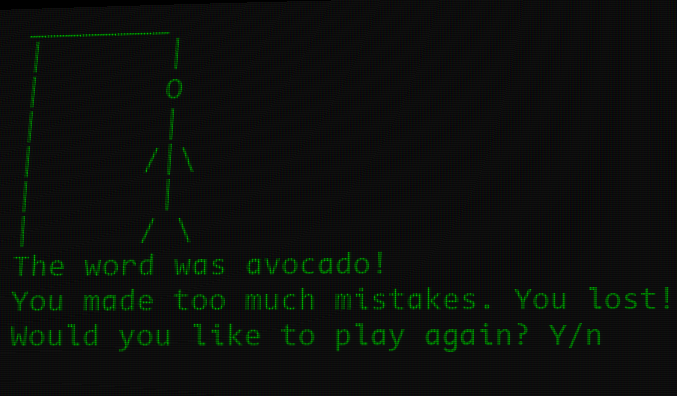 The word was avocado!
You made too much mistakes. You lost!
Would you like to play again? Y/n